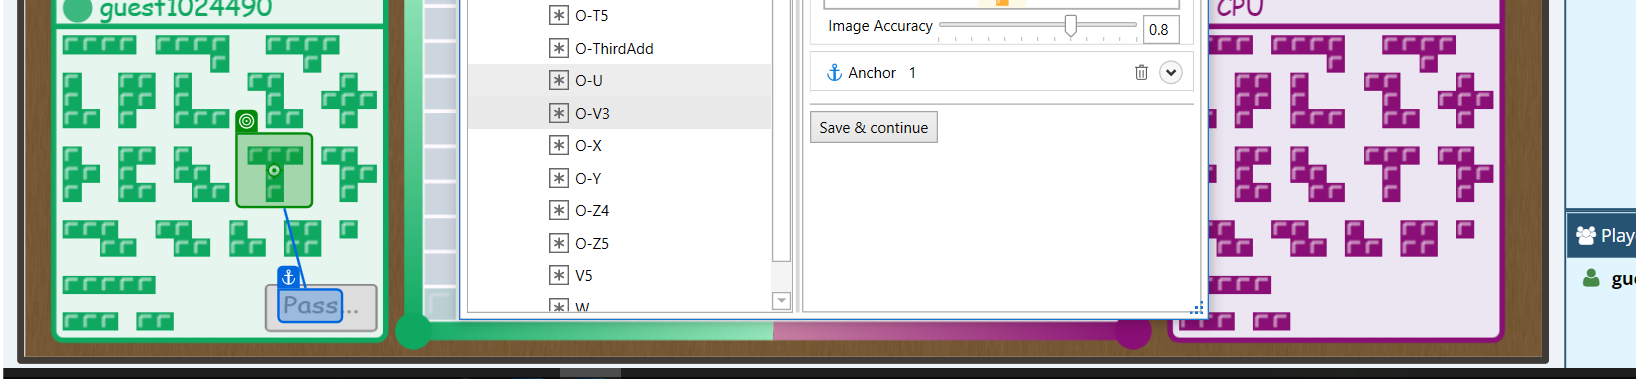 guest1024490
Pass...
O-T5
O-ThirdAdd
O-U
O-V3
O-X
O-Y
O-Z4
O-Z5
V5
W
Image Accuracy 0.8
Anchor 1
Save & continue
CPU
Play
gu